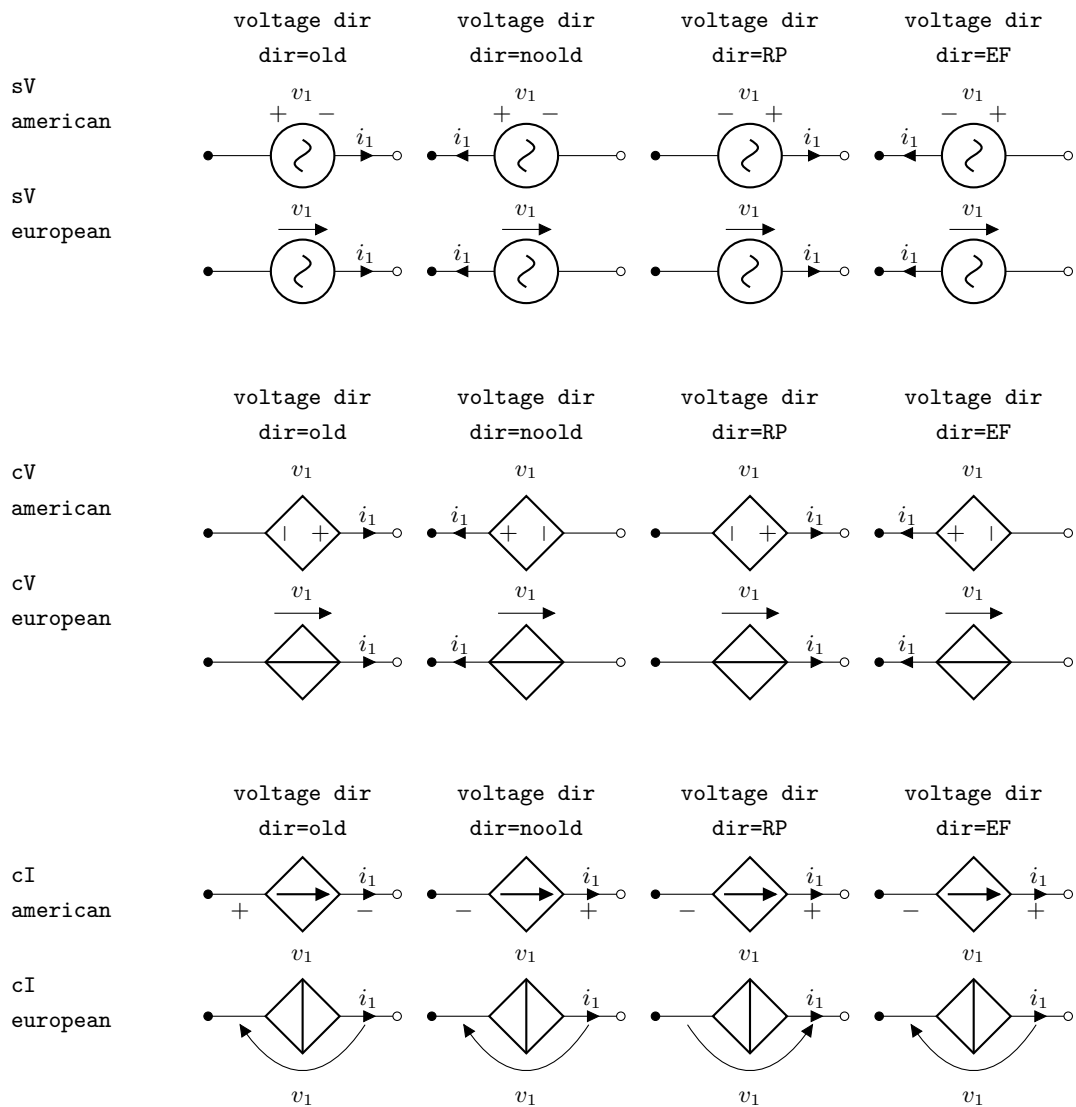 voltage dir voltage dir voltage dir voltage dir
dir=old dir=noold dir=RP dir=EF
sV
american
v₁ v₁ v₁ v₁
+ − + − − + − +
i₁ i₁ i₁ i₁
sV
european
v₁ v₁ v₁ v₁
i₁ i₁ i₁ i₁
voltage dir voltage dir voltage dir voltage dir
dir=old dir=noold dir=RP dir=EF
cV
american
v₁ v₁ v₁ v₁
i₁ i₁ i₁ i₁
− + + − − + + −
cV
european
v₁ v₁ v₁ v₁
i₁ i₁ i₁ i₁
voltage dir voltage dir voltage dir voltage dir
dir=old dir=noold dir=RP dir=EF
cI
american
i₁ i₁ i₁ i₁
+ − − + − + − +
v₁ v₁ v₁ v₁
cI
european
i₁ i₁ i₁ i₁
v₁ v₁ v₁ v₁